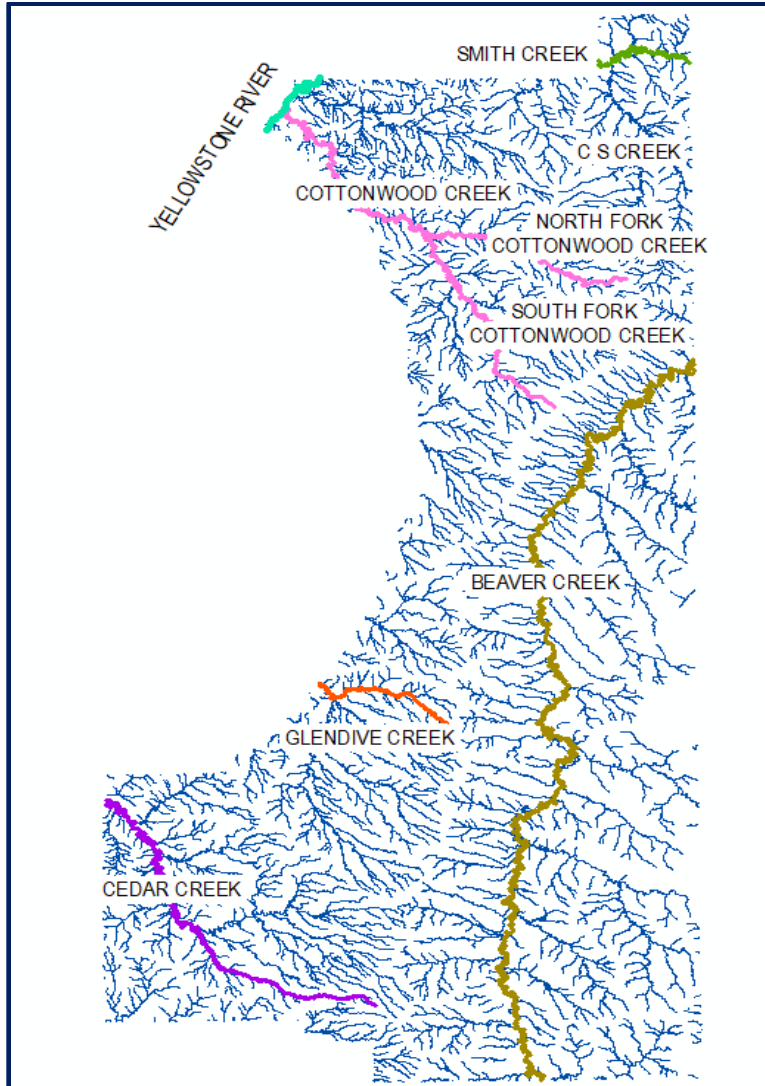 SMITH CREEK
YELLOWSTONE RIVER
C S CREEK
COTTONWOOD CREEK
NORTH FORK
COTTONWOOD CREEK
SOUTH FORK
COTTONWOOD CREEK
BEAVER CREEK
GLENDIVE CREEK
CEDAR CREEK